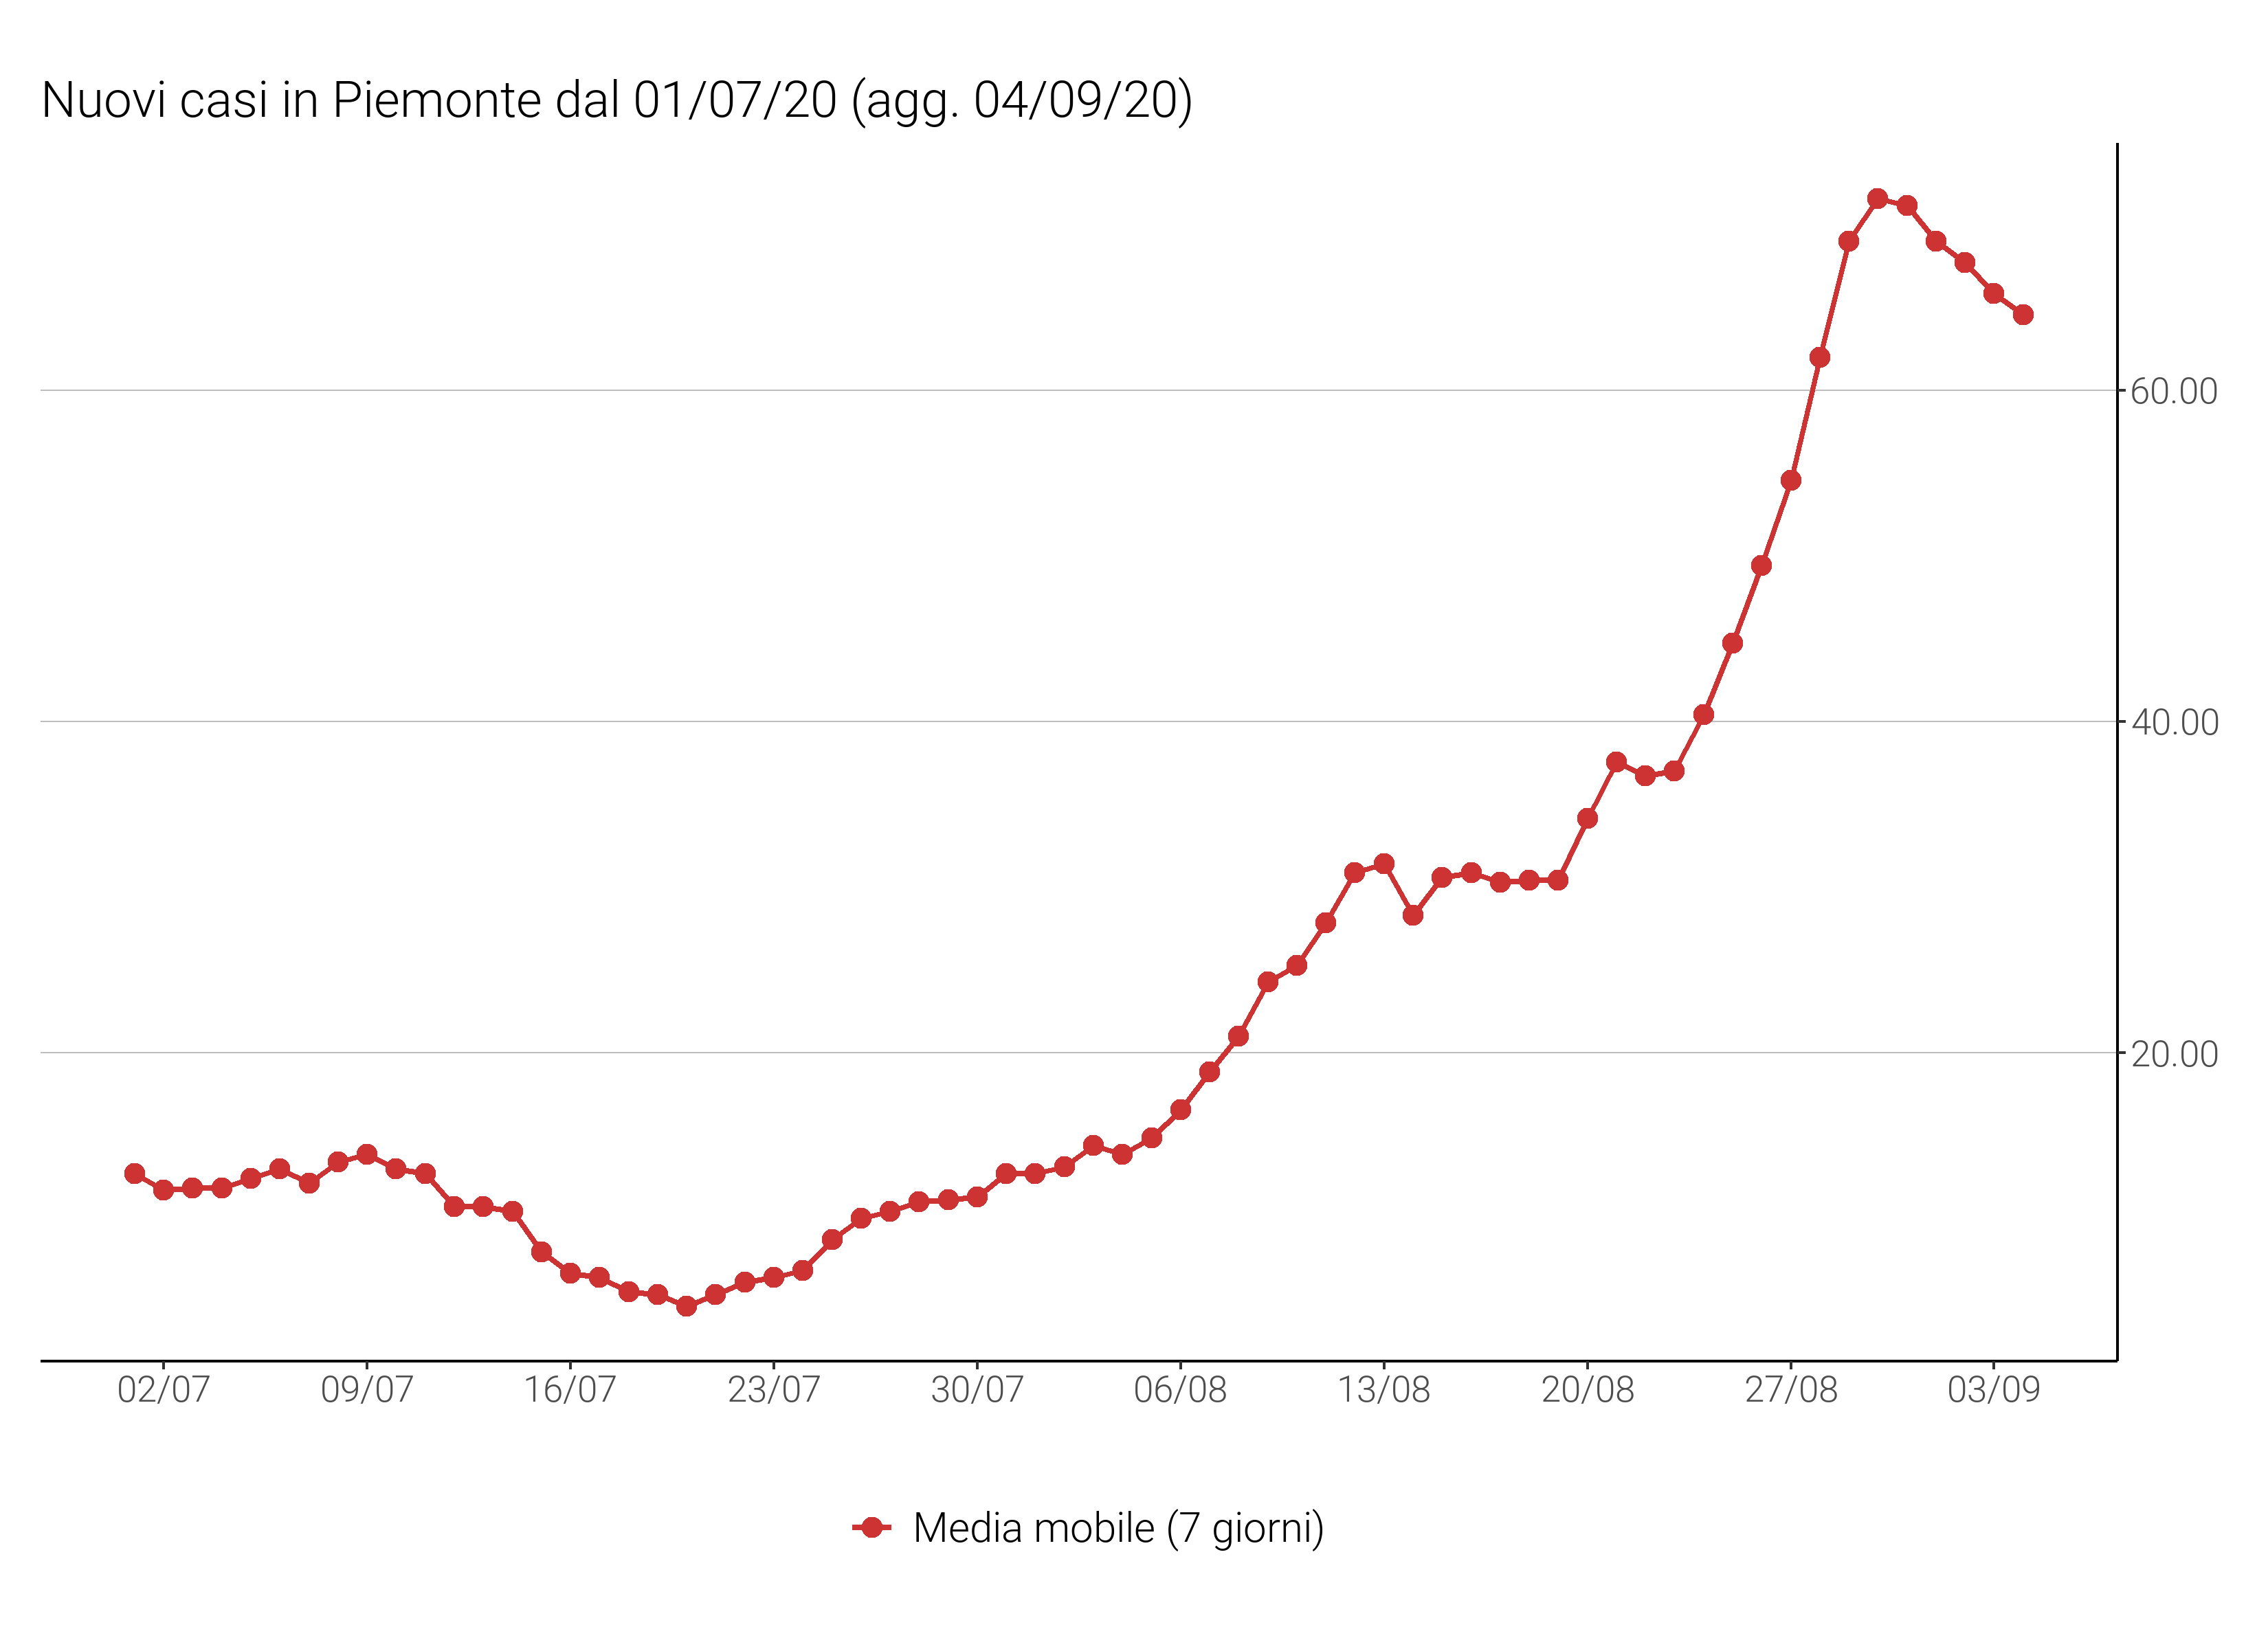 Nuovi casi in Piemonte dal 01/07/20 (agg. 04/09/20)
60.00
40.00
20.00
02/07 09/07 16/07 23/07 30/07 06/08 13/08 20/08 27/08 03/09
Media mobile (7 giorni)